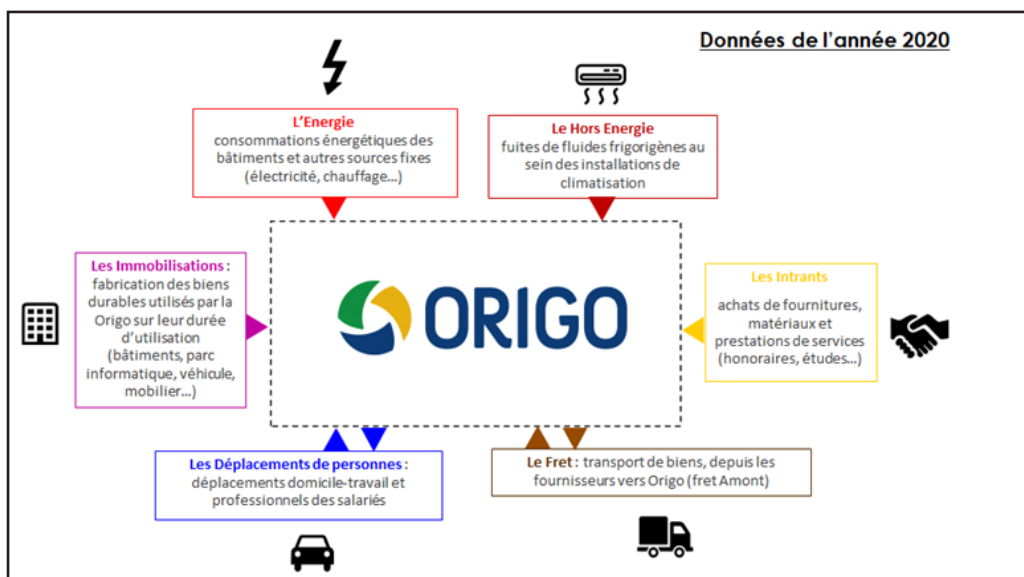 Données de l'année 2020
L'Energie
consommations énergétiques des
bâtiments et autres sources fixes
(électricité, chauffage...)
Le Hors Energie
fuites de fluides frigorigènes au
sein des installations de
climatisation
Les Immobilisations :
fabrication des biens
durables utilisés par la
Origo sur leur durée
d'utilisation
(bâtiments, parc
informatique, véhicule,
mobilier...)
ORIGO
Les Intrants
achats de fournitures,
matériaux et
prestations de services
(honoraires, études...)
Les Déplacements de personnes :
déplacements domicile-travail et
professionnels des salariés
Le Fret : transport de biens, depuis les
fournisseurs vers Origo (fret Amont)